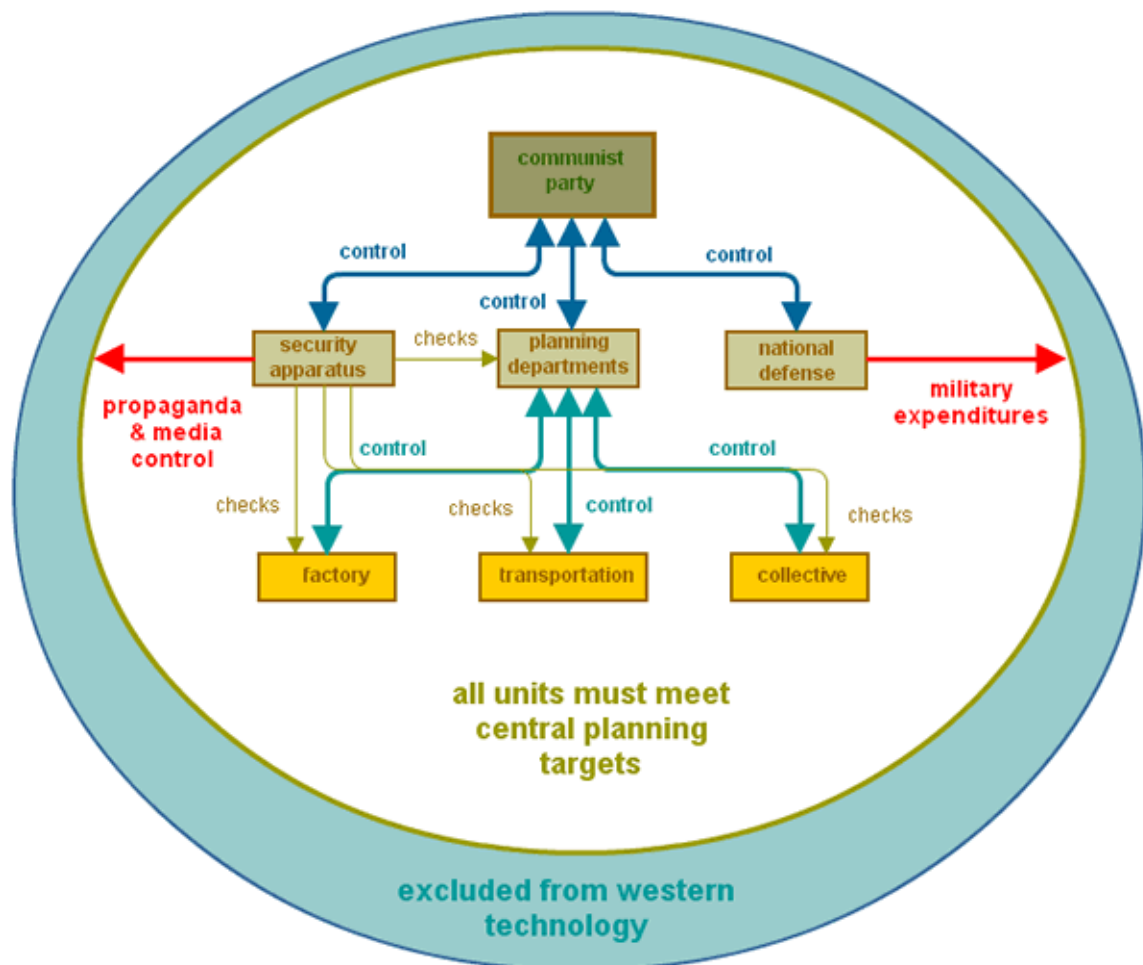 communist
party
control
control
control
security
apparatus
checks
planning
departments
national
defense
propaganda
& media
control
military
expenditures
control
control
checks
checks
control
checks
factory
transportation
collective
all units must meet
central planning
targets
excluded from western
technology